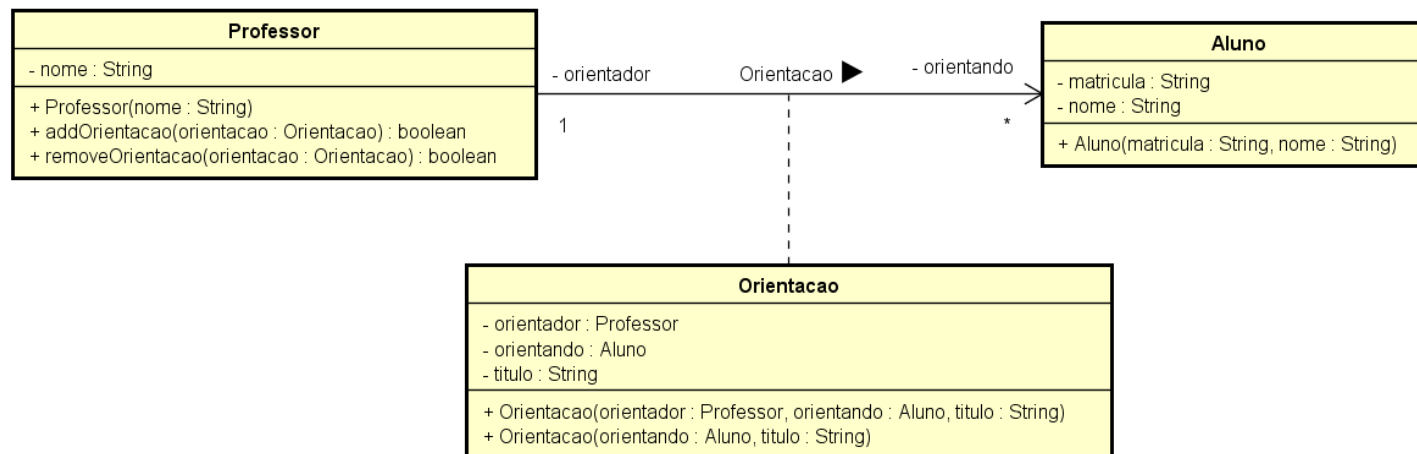 Professor
- nome : String
+ Professor(nome : String)
+ addOrientacao(orientacao : Orientacao) : boolean
+ removeOrientacao(orientacao : Orientacao) : boolean
- orientador
1
Orientacao
- orientando
*
Aluno
- matricula : String
- nome : String
+ Aluno(matricula : String, nome : String)
Orientacao
- orientador : Professor
- orientando : Aluno
- titulo : String
+ Orientacao(orientador : Professor, orientando : Aluno, titulo : String)
+ Orientacao(orientando : Aluno, titulo : String)